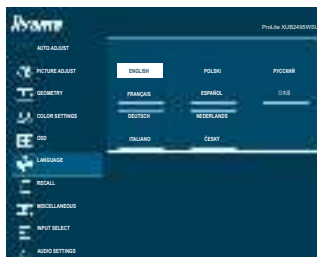 iiyama
ProLite XUB2495WSU
AUTO ADJUST
PICTURE ADJUST
GEOMETRY
COLOR SETTINGS
OSD
LANGUAGE
RECALL
MISCELLANEOUS
INPUT SELECT
AUDIO SETTINGS
ENGLISH POLSKI РУССКИЙ
FRANÇAIS ESPAÑOL 日本語
DEUTSCH NEDERLANDS
ITALIANO ČESKÝ